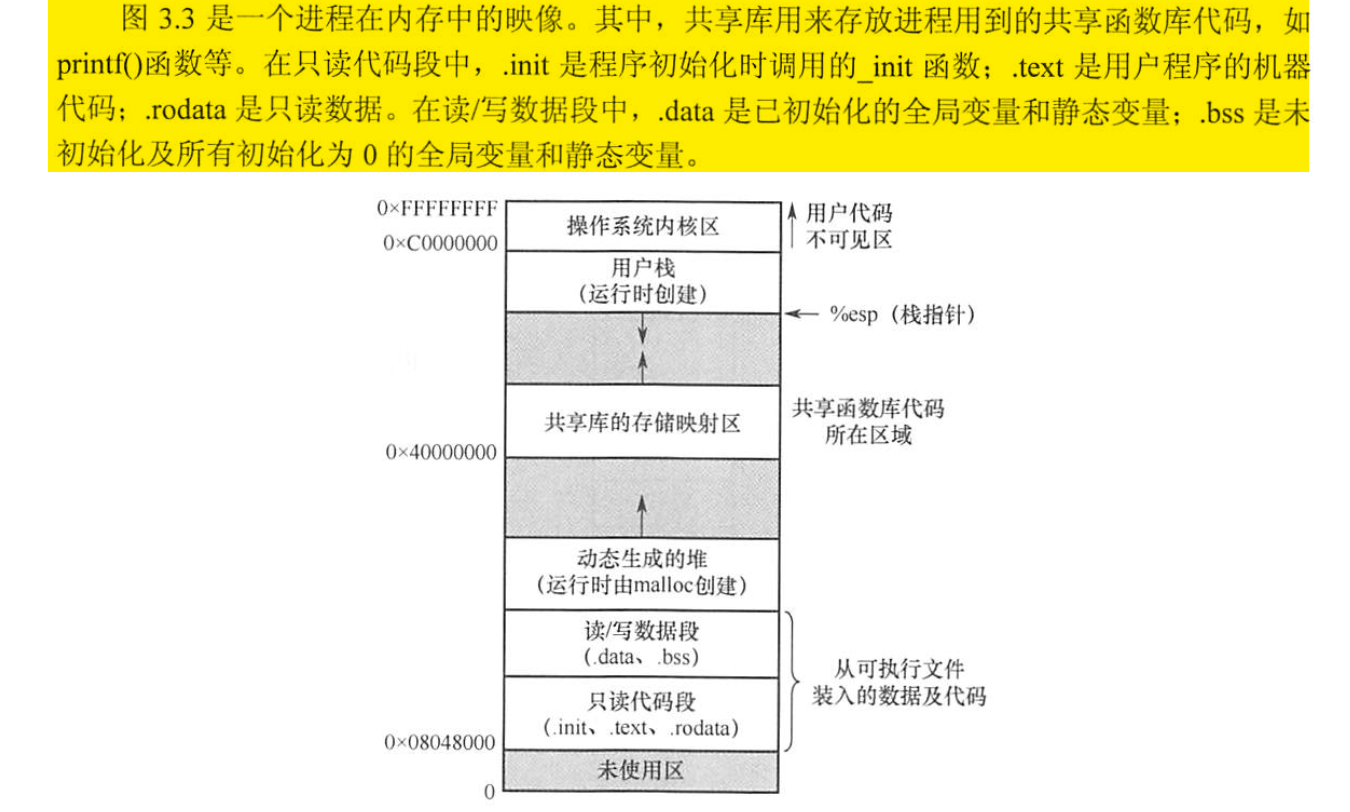 图 3.3 是一个进程在内存中的映像。其中，共享库用来存放进程用到的共享函数库代码，如
printf()函数等。在只读代码段中，.init 是程序初始化时调用的_init 函数；.text 是用户程序的机器
代码；.rodata 是只读数据。在读/写数据段中，.data 是已初始化的全局变量和静态变量；.bss 是未
初始化及所有初始化为 0 的全局变量和静态变量。
0×FFFFFFFF
操作系统内核区
用户代码
不可见区
0×C0000000
用户栈
（运行时创建）
%esp（栈指针）
共享库的存储映射区
共享函数库代码
所在区域
0×40000000
动态生成的堆
（运行时由malloc创建）
读/写数据段
（.data、.bss）
从可执行文件
装入的数据及代码
只读代码段
（.init、.text、.rodata）
0×08048000
未使用区
0